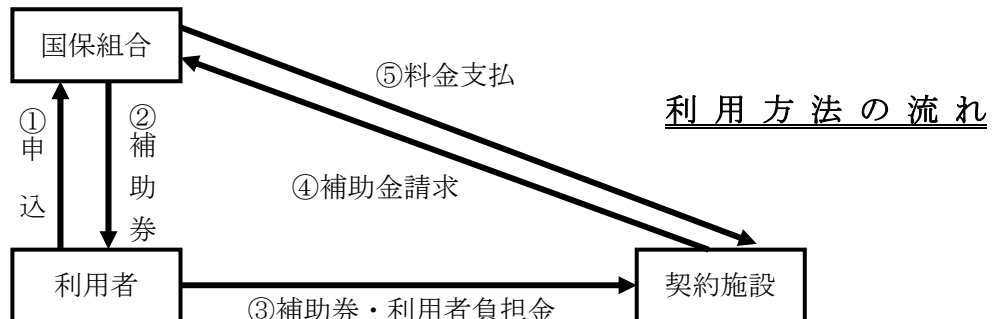 国保組合
⑤料金支払
利用方法の流れ
①申込
②補助券
④補助金請求
利用者
契約施設
③補助券・利用者負担金